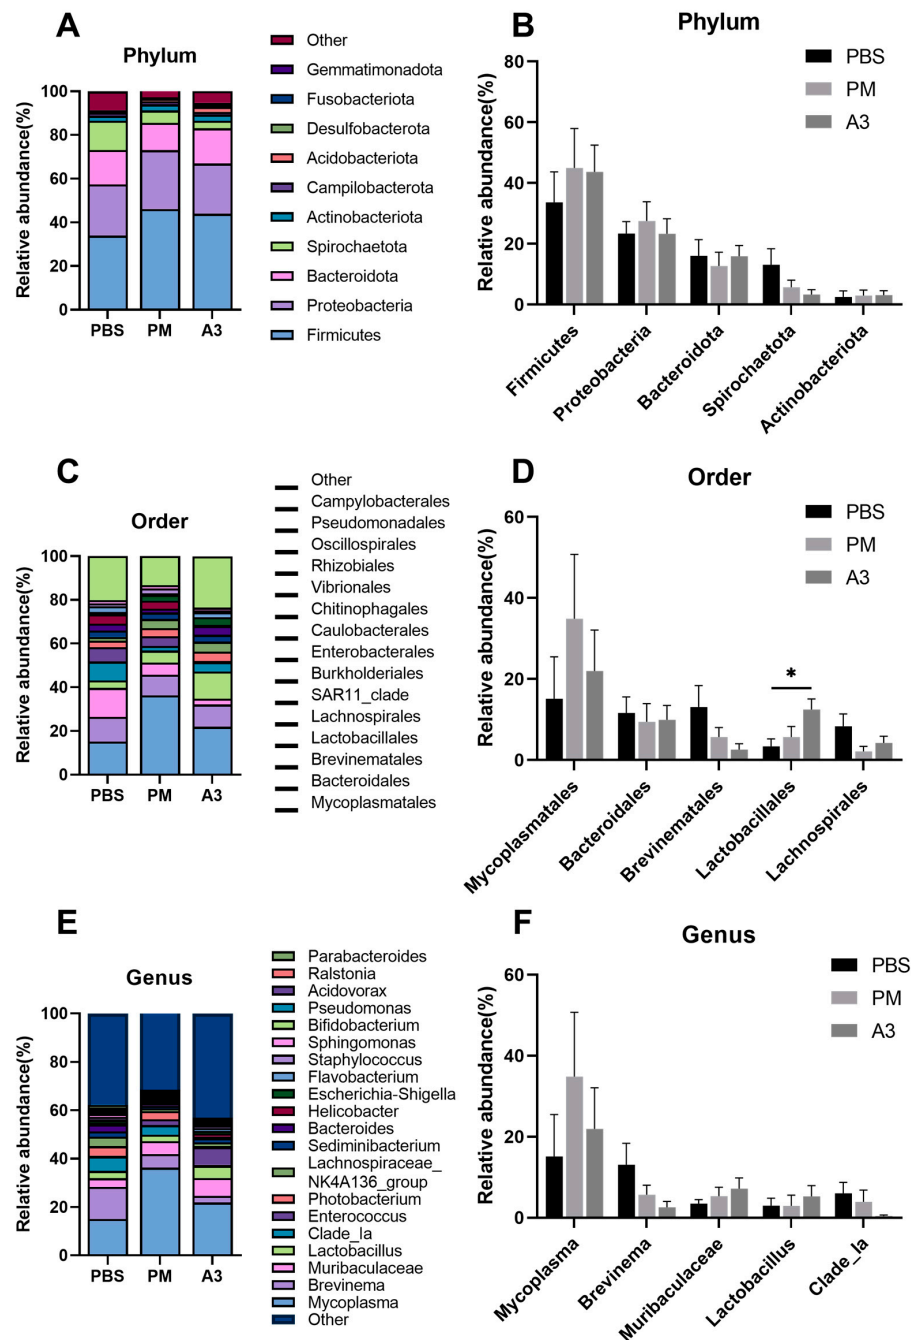 A
Phylum
Relative abundance(%)
100
80
60
40
20
0
PBS
PM
A3
Other
Gemmatimonadota
Fusobacteriota
Desulfobacterota
Acidobacteriota
Campilobacterota
Actinobacteriota
Spirochaetota
Bacteroidota
Proteobacteria
Firmicutes
B
Phylum
Relative abundance(%)
80
60
40
20
0
PBS
PM
A3
Firmicutes
Proteobacteria
Bacteroidota
Spirochaetota
Actinobacteriota
C
Order
Relative abundance(%)
100
80
60
40
20
0
PBS
PM
A3
Other
Campylobacterales
Pseudomonadales
Oscillospirales
Rhizobiales
Vibrionales
Chitinophagales
Caulobacterales
Enterobacterales
Burkholderiales
SAR11_clade
Lachnospirales
Lactobacillales
Brevinematales
Bacteroidales
Mycoplasmatales
D
Order
Relative abundance(%)
60
40
20
0
PBS
PM
A3
*
Mycoplasmatales
Bacteroidales
Brevinematales
Lactobacillales
Lachnospirales
E
Genus
Relative abundance(%)
100
80
60
40
20
0
PBS
PM
A3
Parabacteroides
Ralstonia
Acidovorax
Pseudomonas
Bifidobacterium
Sphingomonas
Staphylococcus
Flavobacterium
Escherichia-Shigella
Helicobacter
Bacteroides
Sediminibacterium
Lachnospiraceae_
NK4A136_group
Photobacterium
Enterococcus
Clade_Ia
Lactobacillus
Muribaculaceae
Brevinema
Mycoplasma
Other
F
Genus
Relative abundance(%)
60
40
20
0
PBS
PM
A3
Mycoplasma
Brevinema
Muribaculaceae
Lactobacillus
Clade_Ia